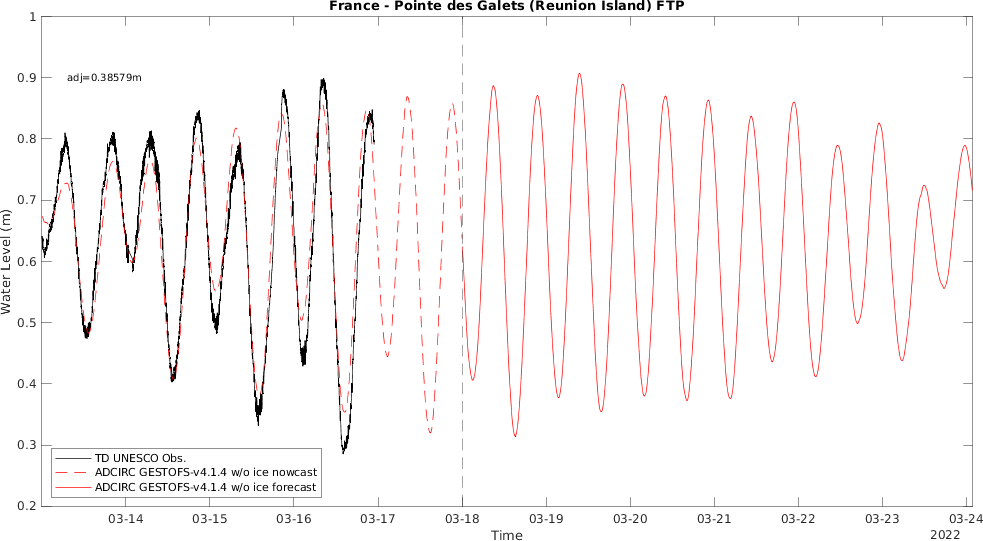 France - Pointe des Galets (Reunion Island) FTP
1
0.9
0.8
0.7
0.6
0.5
0.4
0.3
0.2
Water Level (m)
adj=0.38579m
TD UNESCO Obs.
ADCIRC GESTOFS-v4.1.4 w/o ice nowcast
ADCIRC GESTOFS-v4.1.4 w/o ice forecast
03-14 03-15 03-16 03-17 03-18 03-19 03-20 03-21 03-22 03-23 03-24
Time
2022